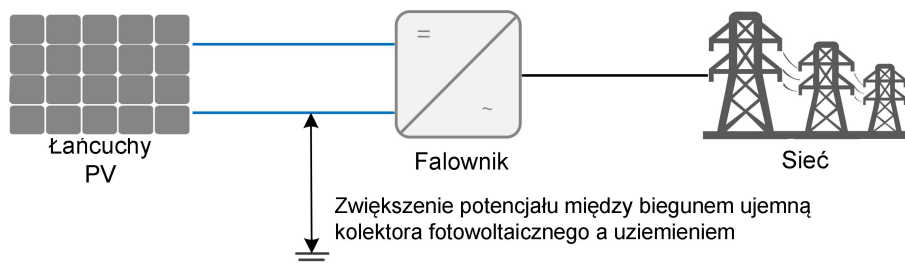 Łańcuchy
PV
Falownik
Sieć
Zwiększenie potencjału między biegunem ujemną
kolektora fotowoltaicznego a uziemieniem
=
~